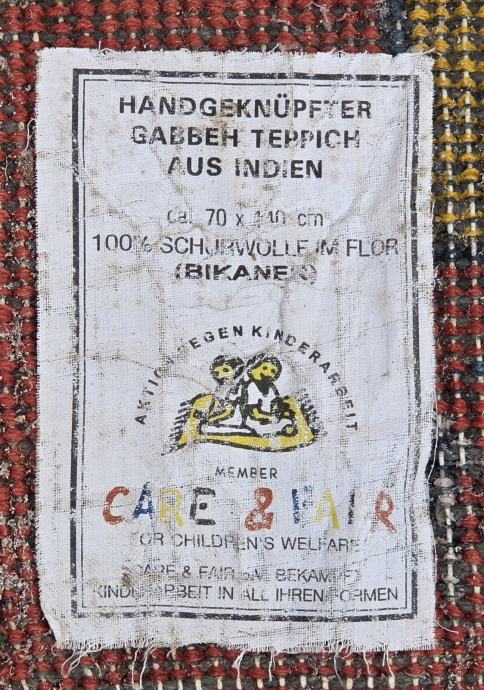 HANDGEKNÜPFTER
GABBEH TEPPICH
AUS INDIEN
ca. 70 x 140 cm
100% SCHURWOLLE IM FLOR
(BIKANER)
AKTION GEGEN KINDERARBEIT
MEMBER
CARE & FAIR
FOR CHILDREN'S WELFARE
CARE & FAIR BEKÄMPFT
KINDERARBEIT IN ALL IHREN FORMEN